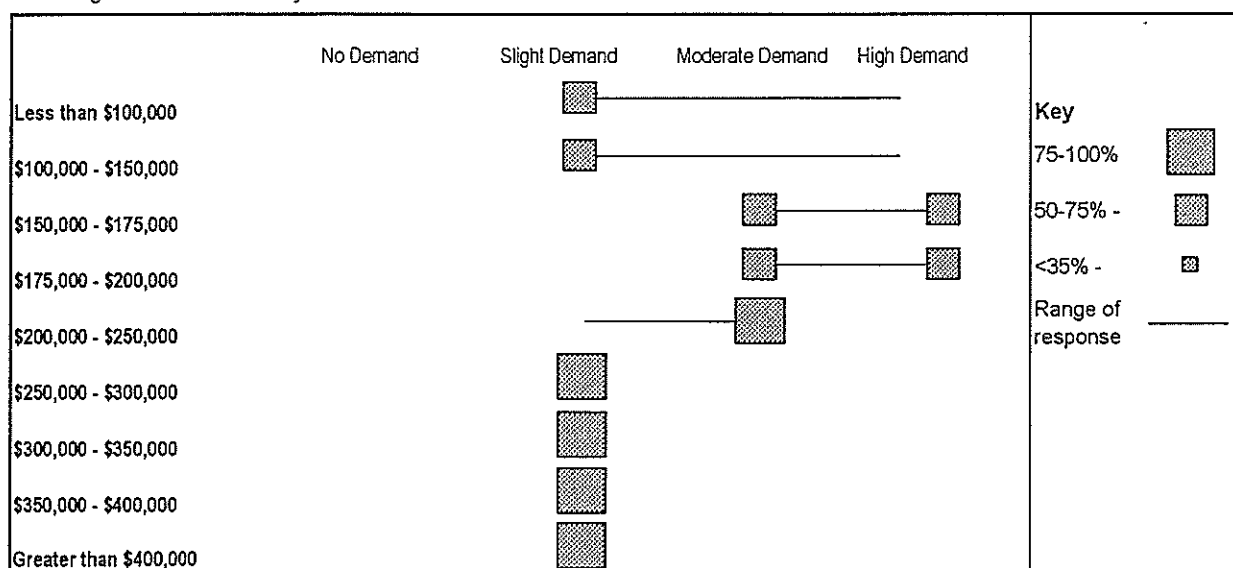 No Demand Slight Demand Moderate Demand High Demand
Less than $100,000
$100,000 - $150,000
$150,000 - $175,000
$175,000 - $200,000
$200,000 - $250,000
$250,000 - $300,000
$300,000 - $350,000
$350,000 - $400,000
Greater than $400,000
Key
75-100%
50-75% -
<35% -
Range of
response